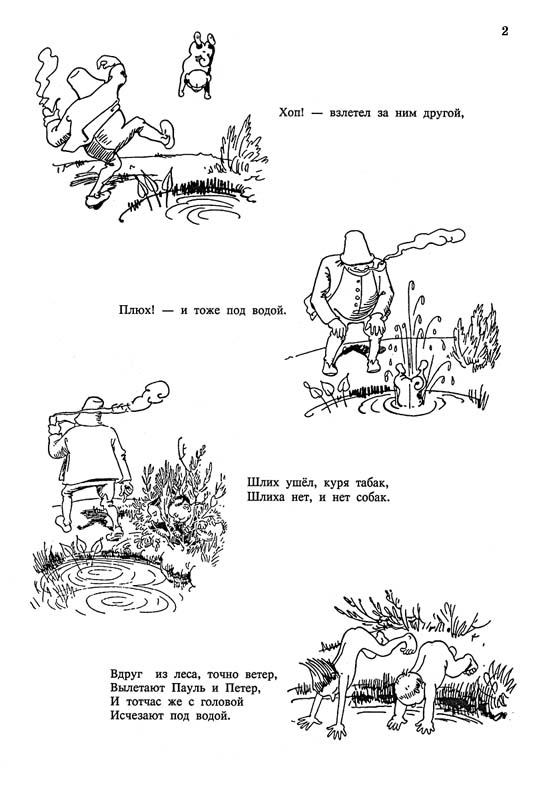 2
Хоп! — взлетел за ним другой,
Плюх! — и тоже под водой.
Шлих ушёл, куря табак,
Шлиха нет, и нет собак.
Вдруг из леса, точно ветер,
Вылетают Пауль и Петер,
И тотчас же с головой
Исчезают под водой.